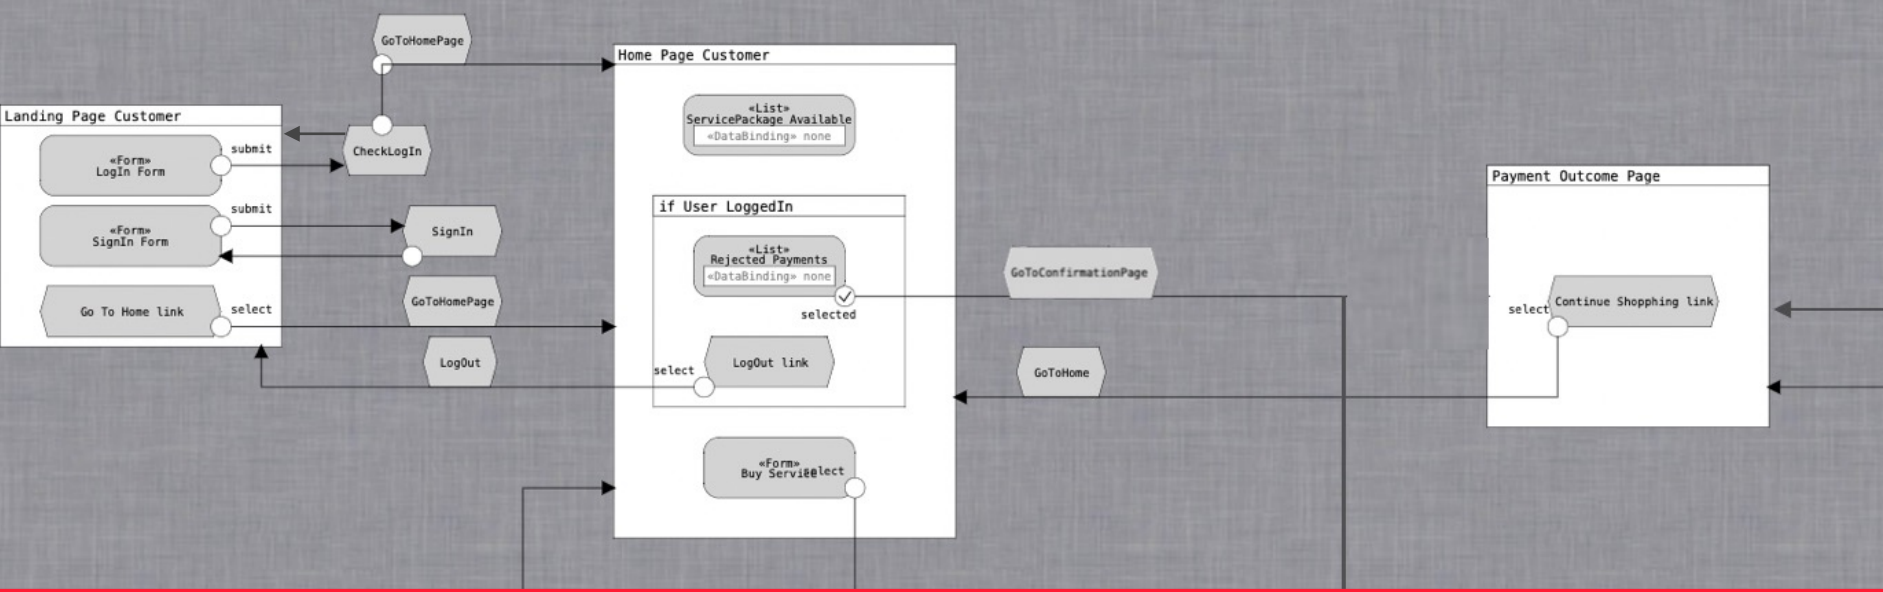 GoToHomePage
Landing Page Customer
«Form»
LogIn Form
submit
CheckLogIn
«Form»
SignIn Form
submit
SignIn
Go To Home link
select
GoToHomePage
LogOut
Home Page Customer
«List»
ServicePackage Available
«DataBinding» none
if User LoggedIn
«List»
Rejected Payments
«DataBinding» none
selected
LogOut link
select
«Form»
Buy Service
select
GoToConfirmationPage
GoToHome
Payment Outcome Page
select
Continue Shopphing link